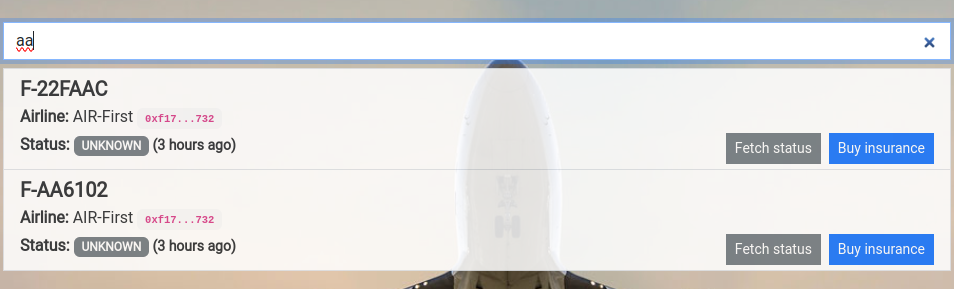 aa
F-22FAAC
Airline: AIR-First 0xf17...732
Status: UNKNOWN (3 hours ago)
Fetch status Buy insurance
F-AA6102
Airline: AIR-First 0xf17...732
Status: UNKNOWN (3 hours ago)
Fetch status Buy insurance